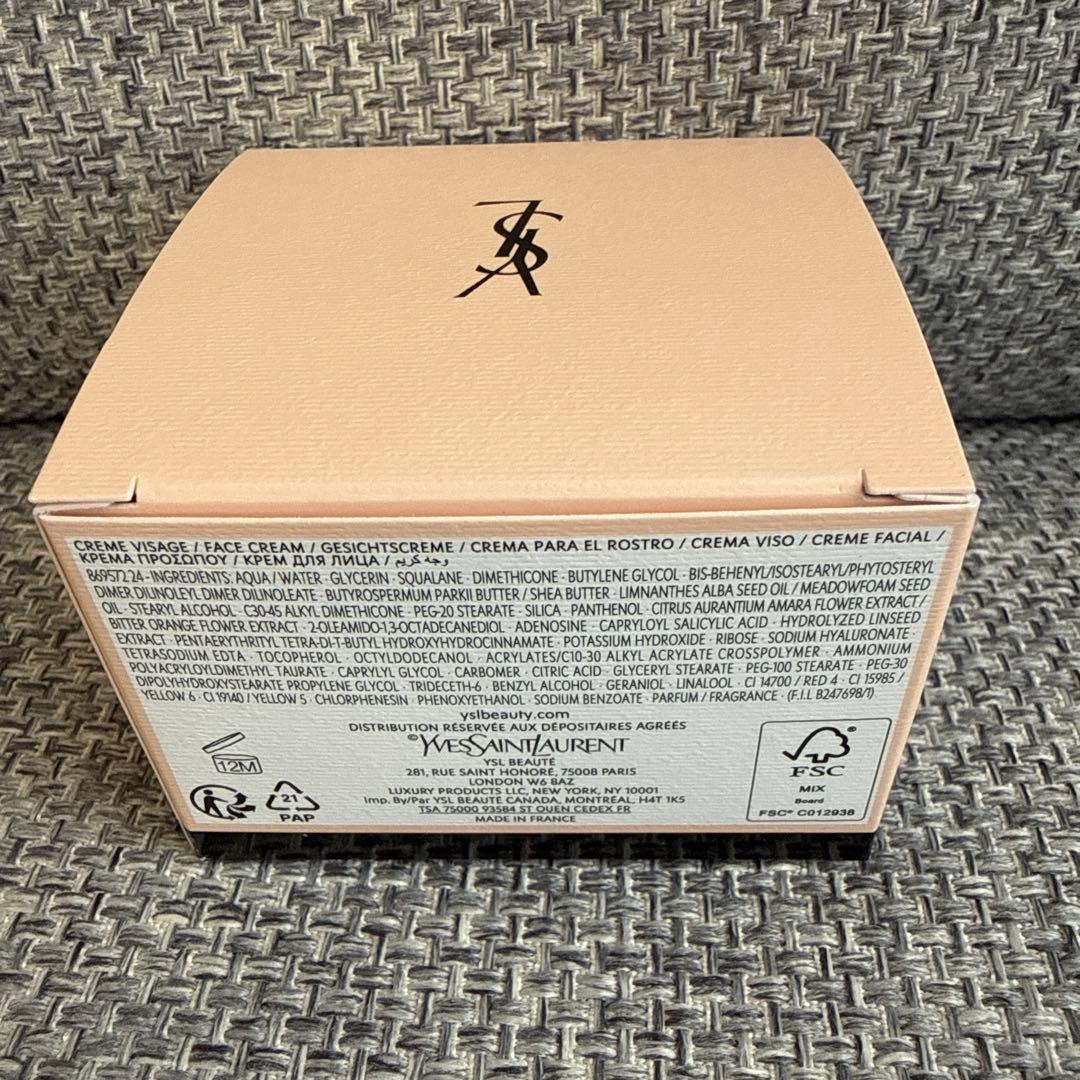 YSL
CREME VISAGE / FACE CREAM / GESICHTSCREME / CREMA PARA EL ROSTRO / CREMA VISO / CREME FACIAL /
ΚΡΕΜΑ ΠΡΟΣΩΠΟΥ / КРЕМ ДЛЯ ЛИЦА / وجه كريم /
B69572 24 - INGREDIENTS: AQUA / WATER · GLYCERIN · SQUALANE · DIMETHICONE · BUTYLENE GLYCOL · BIS-BEHENYL/ISOSTEARYL/PHYTOSTERYL
DIMER DILINOLEYL DIMER DILINOLEATE · BUTYROSPERMUM PARKII BUTTER / SHEA BUTTER · LIMNANTHES ALBA SEED OIL / MEADOWFOAM SEED
OIL · STEARYL ALCOHOL · C30-45 ALKYL DIMETHICONE · PEG-20 STEARATE · SILICA · PANTHENOL · CITRUS AURANTIUM AMARA FLOWER EXTRACT /
BITTER ORANGE FLOWER EXTRACT · 2-OLEAMIDO-1,3-OCTADECANEDIOL · ADENOSINE · CAPRYLOYL SALICYLIC ACID · HYDROLYZED LINSEED
EXTRACT · PENTAERYTHRITYL TETRA-DI-T-BUTYL HYDROXYHYDROCINNAMATE · POTASSIUM HYDROXIDE · RIBOSE · SODIUM HYALURONATE ·
TETRASODIUM EDTA · TOCOPHEROL · OCTYLDODECANOL · ACRYLATES/C10-30 ALKYL ACRYLATE CROSSPOLYMER · AMMONIUM
POLYACRYLOYLDIMETHYL TAURATE · CAPRYLYL GLYCOL · CARBOMER · CITRIC ACID · GLYCERYL STEARATE · PEG-100 STEARATE · PEG-30
DIPOLYHYDROXYSTEARATE PROPYLENE GLYCOL · TRIDECETH-6 · BENZYL ALCOHOL · GERANIOL · LINALOOL · CI 14700 / RED 4 · CI 15985 /
YELLOW 6 · CI 19140 / YELLOW 5 · CHLORPHENESIN · PHENOXYETHANOL · SODIUM BENZOATE · PARFUM / FRAGRANCE · (F.I.L B247698/1)
yslbeauty.com
DISTRIBUTION RÉSERVÉE AUX DÉPOSITAIRES AGRÉÉS
©YVESSAINTLAURENT
YSL BEAUTÉ
281, RUE SAINT HONORÉ, 75008 PARIS
LONDON W6 8AZ
LUXURY PRODUCTS LLC, NEW YORK, NY 10001
Imp. By/Par YSL BEAUTÉ CANADA, MONTRÉAL, H4T 1K5
TSA 75000 93584 ST OUEN CEDEX FR
MADE IN FRANCE
12M
21
PAP
®
FSC
MIX
Board
FSC® C012938